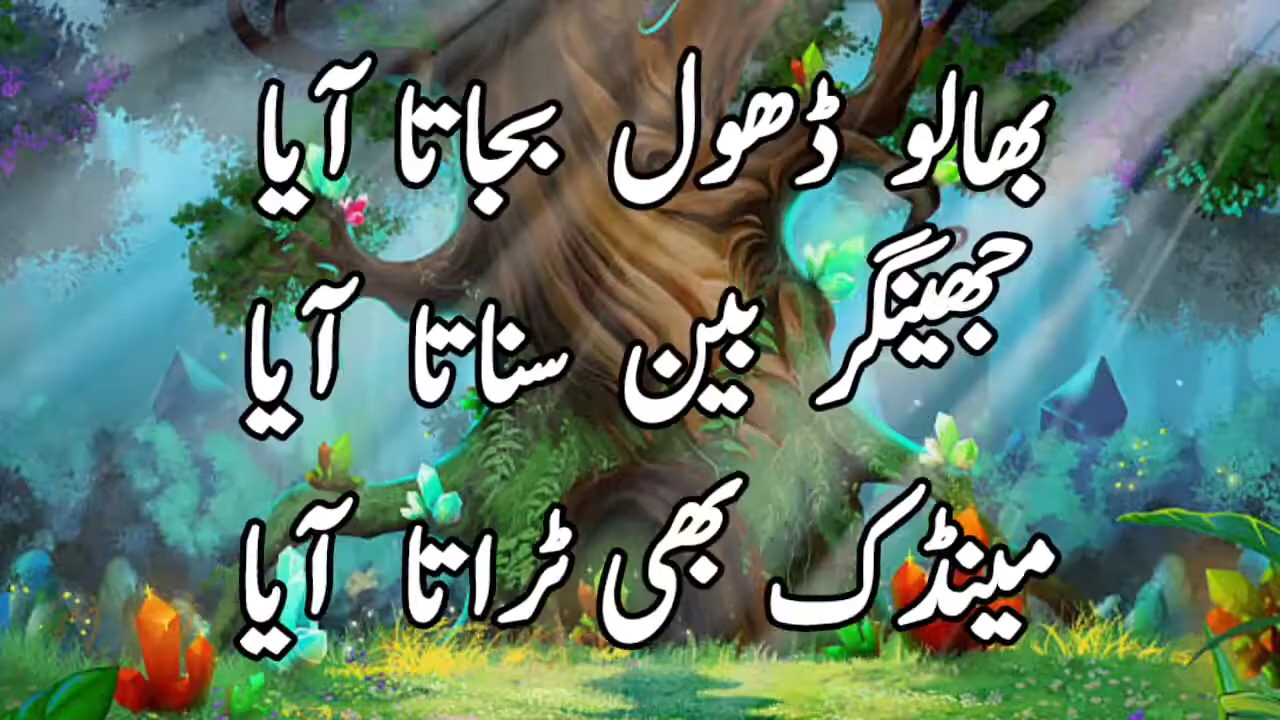 بھالو ڈھول بجاتا آیا
جھینگر بین سناتا آیا
مینڈک بھی ٹراتا آیا